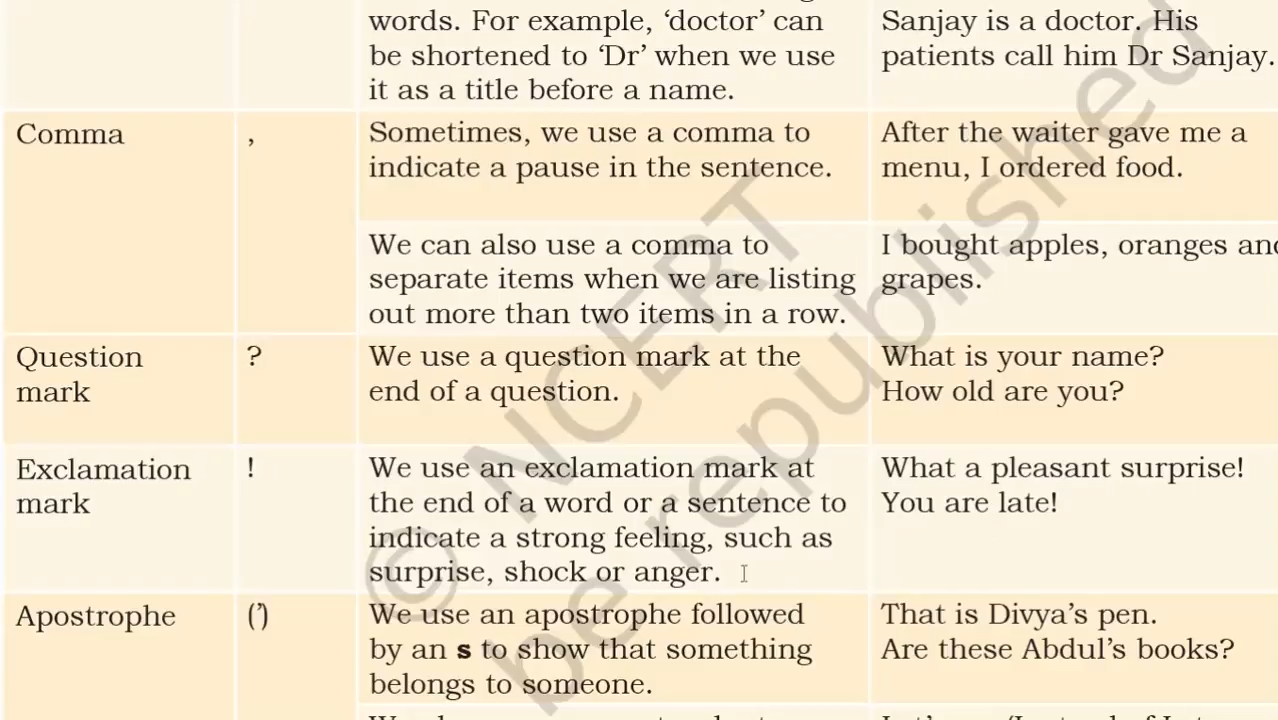 words. For example, ‘doctor’ can
be shortened to ‘Dr’ when we use
it as a title before a name.
Sanjay is a doctor. His
patients call him Dr Sanjay.
Comma
,
Sometimes, we use a comma to
indicate a pause in the sentence.
After the waiter gave me a
menu, I ordered food.
We can also use a comma to
separate items when we are listing
out more than two items in a row.
I bought apples, oranges and
grapes.
Question
mark
?
We use a question mark at the
end of a question.
What is your name?
How old are you?
Exclamation
mark
!
We use an exclamation mark at
the end of a word or a sentence to
indicate a strong feeling, such as
surprise, shock or anger.
What a pleasant surprise!
You are late!
Apostrophe
(’)
We use an apostrophe followed
by an s to show that something
belongs to someone.
That is Divya’s pen.
Are these Abdul’s books?
© NCERT
be republished